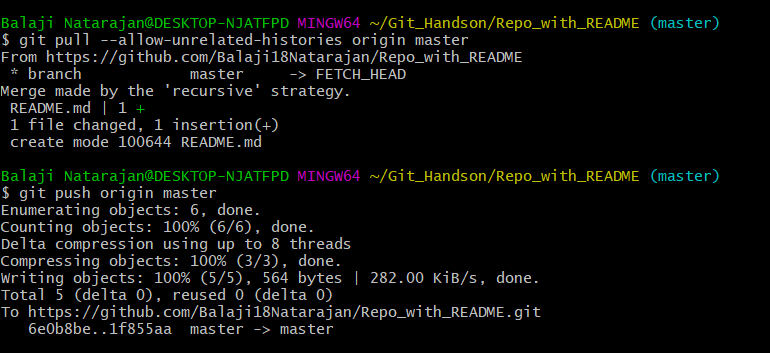 Balaji Natarajan@DESKTOP-NJATFPD MINGW64 ~/Git_Handson/Repo_with_README (master)
$ git pull --allow-unrelated-histories origin master
From https://github.com/Balaji18Natarajan/Repo_with_README
 * branch            master     -> FETCH_HEAD
Merge made by the 'recursive' strategy.
 README.md | 1 +
 1 file changed, 1 insertion(+)
 create mode 100644 README.md
Balaji Natarajan@DESKTOP-NJATFPD MINGW64 ~/Git_Handson/Repo_with_README (master)
$ git push origin master
Enumerating objects: 6, done.
Counting objects: 100% (6/6), done.
Delta compression using up to 8 threads
Compressing objects: 100% (3/3), done.
Writing objects: 100% (5/5), 564 bytes | 282.00 KiB/s, done.
Total 5 (delta 0), reused 0 (delta 0)
To https://github.com/Balaji18Natarajan/Repo_with_README.git
   6e0b8be..1f855aa  master -> master